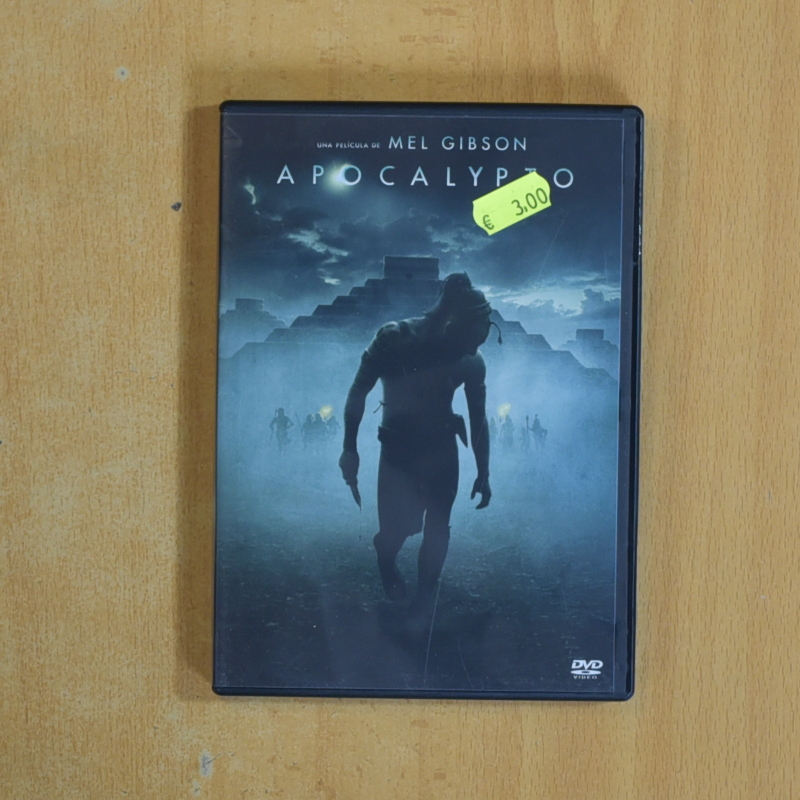 UNA PELÍCULA DE MEL GIBSON
APOCALYPTO
€ 3,00
DVD
VIDEO